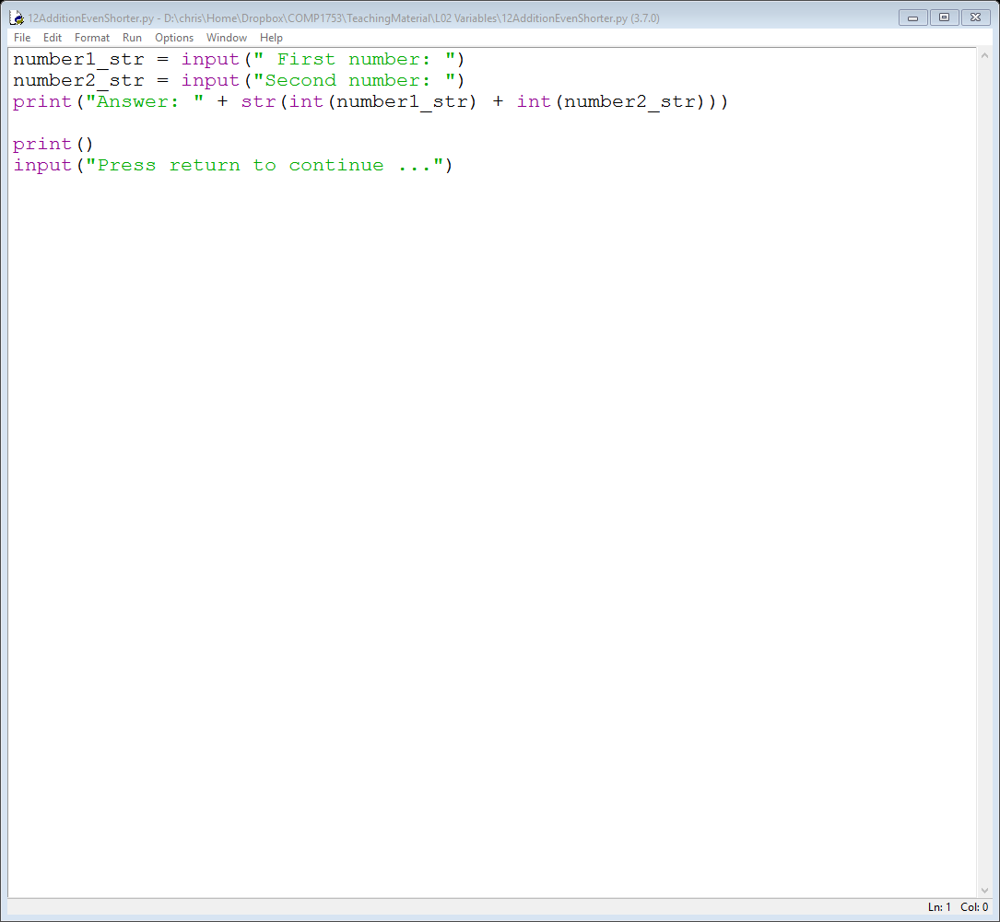 12AdditionEvenShorter.py - D:\chris\Home\Dropbox\COMP1753\TeachingMaterial\L02 Variables\12AdditionEvenShorter.py (3.7.0)
File Edit Format Run Options Window Help
number1_str = input(" First number: ")
number2_str = input("Second number: ")
print("Answer: " + str(int(number1_str) + int(number2_str)))
print()
input("Press return to continue ...")
Ln: 1 Col: 0